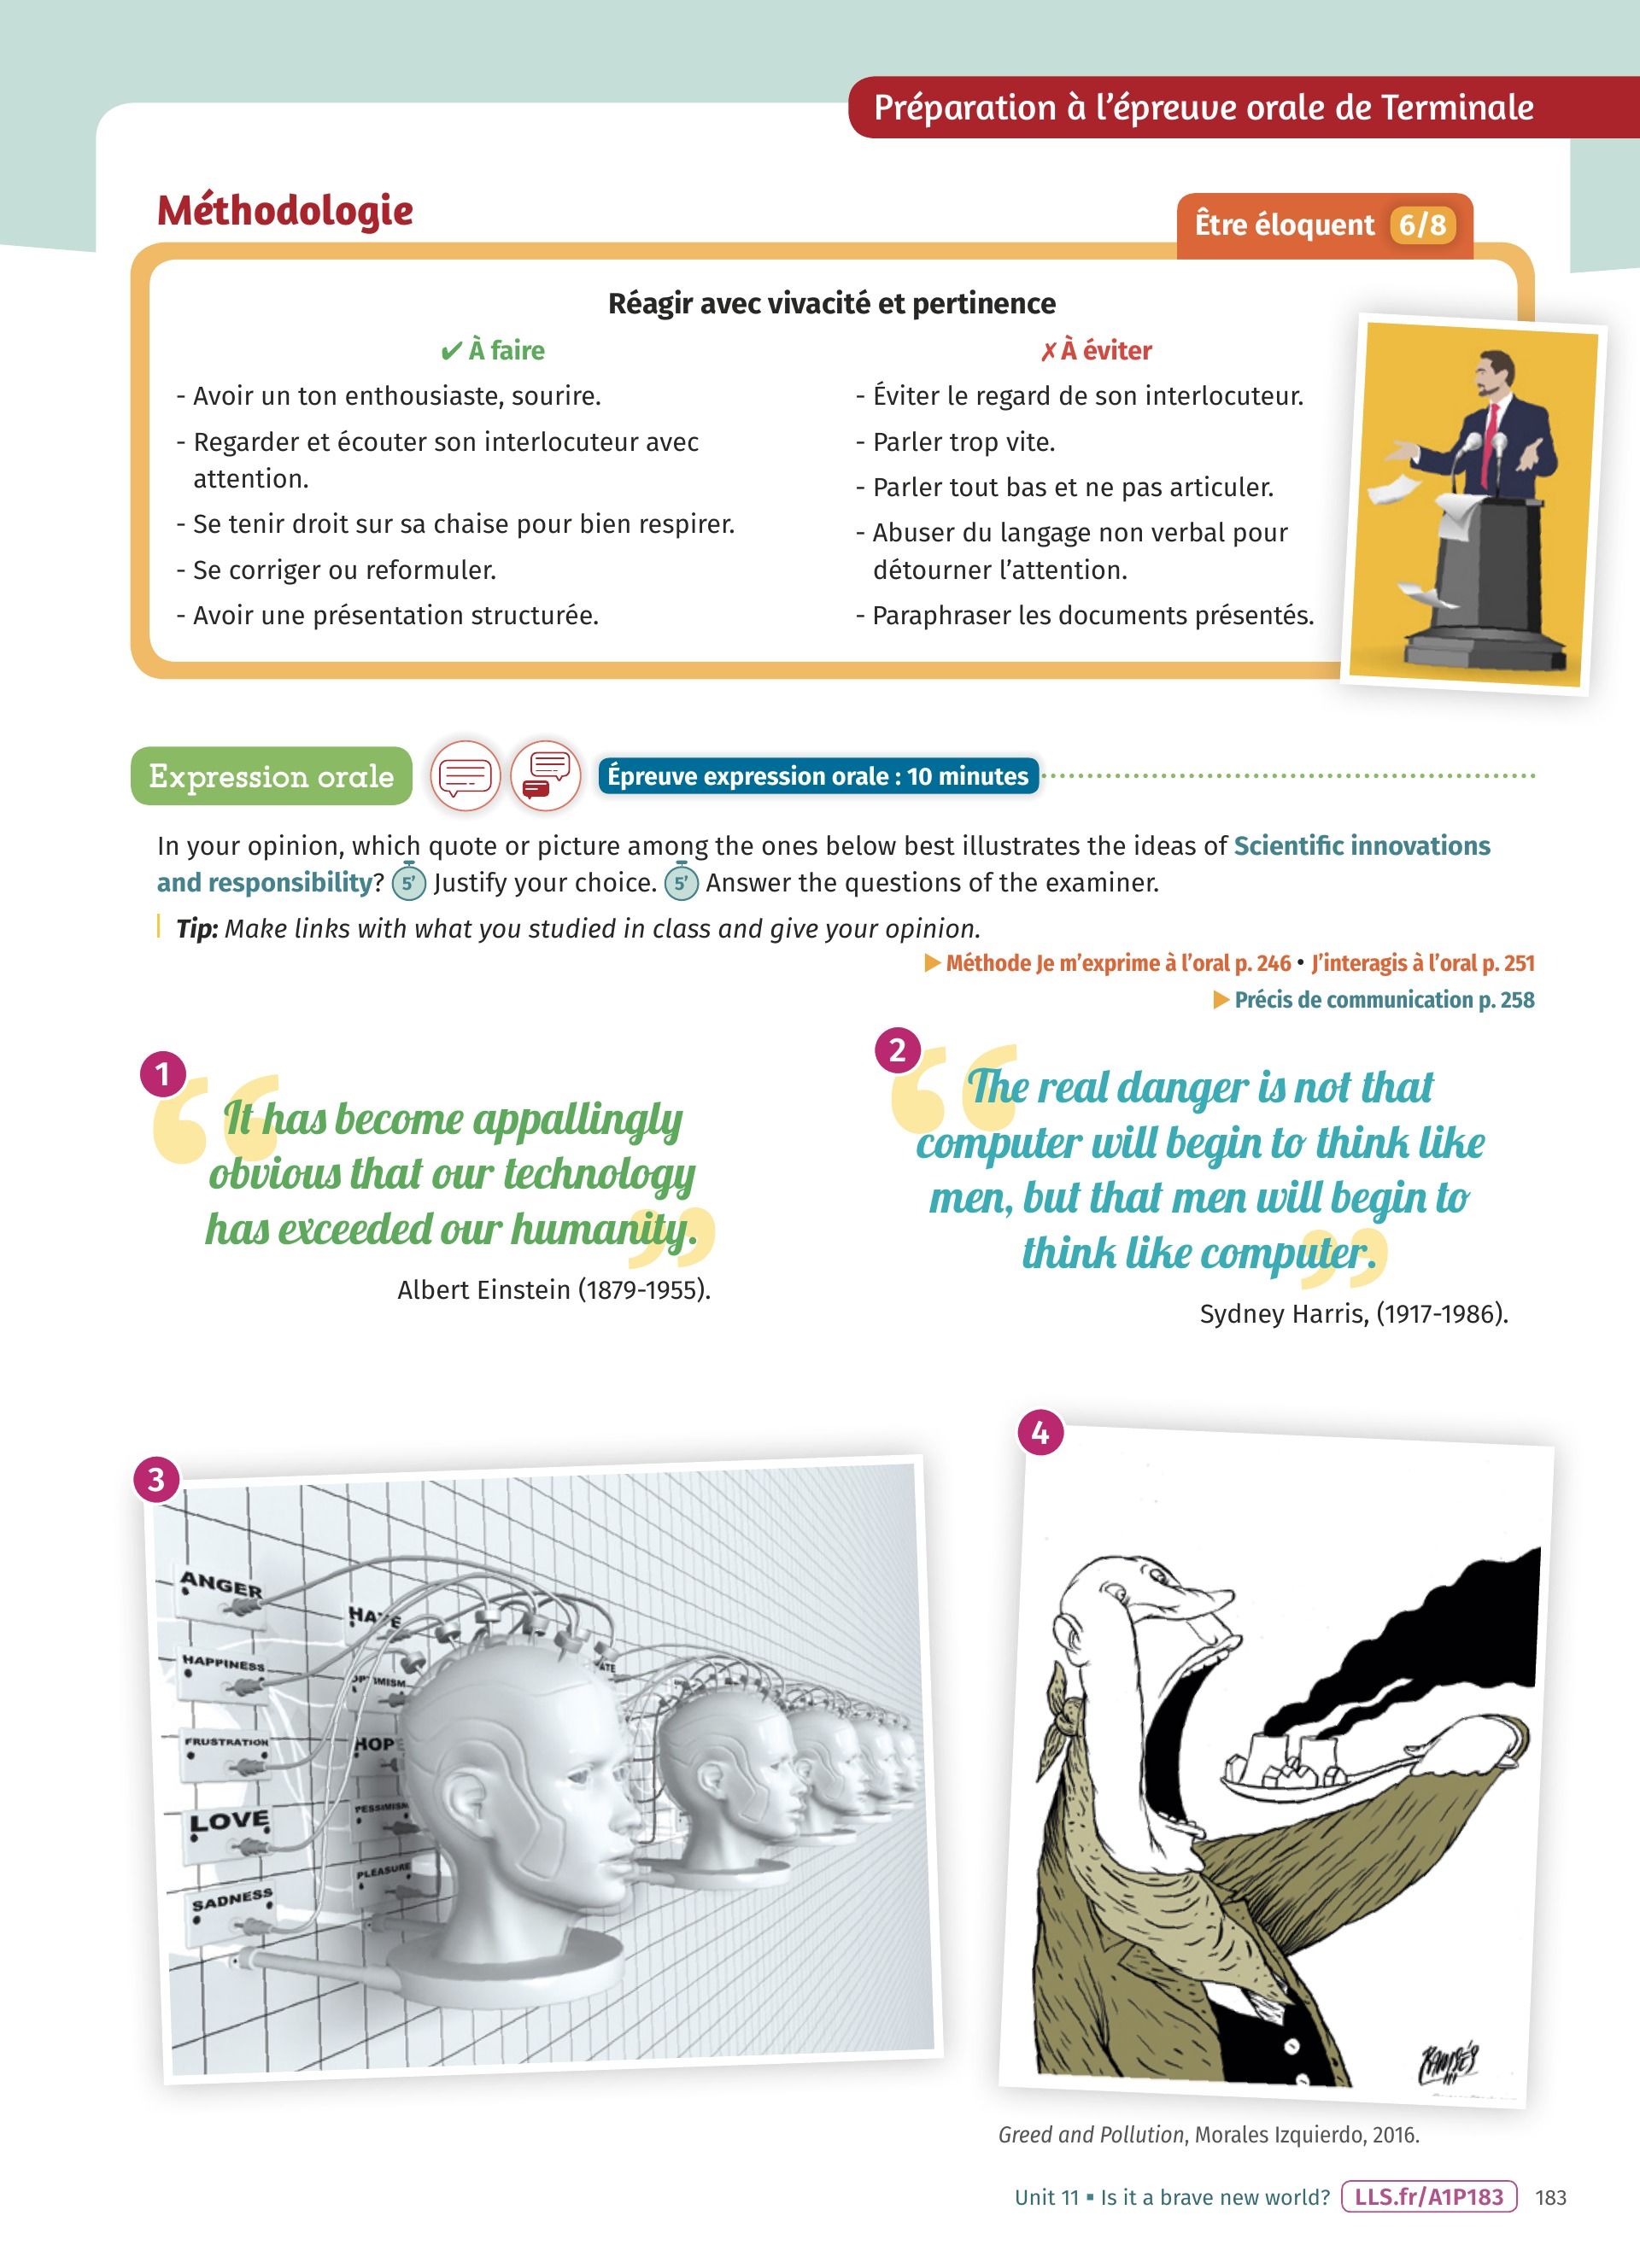 Préparation à l'épreuve orale de Terminale
Méthodologie
Être éloquent 6/8
Réagir avec vivacité et pertinence
✔ À faire
- Avoir un ton enthousiaste, sourire.
- Regarder et écouter son interlocuteur avec
attention.
- Se tenir droit sur sa chaise pour bien respirer.
- Se corriger ou reformuler.
- Avoir une présentation structurée.
✗ À éviter
- Éviter le regard de son interlocuteur.
- Parler trop vite.
- Parler tout bas et ne pas articuler.
- Abuser du langage non verbal pour
détourner l'attention.
- Paraphraser les documents présentés.
Expression orale
Épreuve expression orale : 10 minutes
In your opinion, which quote or picture among the ones below best illustrates the ideas of Scientific innovations
and responsibility? 5' Justify your choice. 5' Answer the questions of the examiner.
Tip: Make links with what you studied in class and give your opinion.
▶ Méthode Je m'exprime à l'oral p. 246 • J'interagis à l'oral p. 251
▶ Précis de communication p. 258
1
“ It has become appallingly
obvious that our technology
has exceeded our humanity. ”
Albert Einstein (1879-1955).
2
“ The real danger is not that
computer will begin to think like
men, but that men will begin to
think like computer. ”
Sydney Harris, (1917-1986).
3
ANGER
HATE
HAPPINESS
OPTIMISM
FRUSTRATION
HOP
LOVE
PESSIMISM
SADNESS
PLEASURE
4
RAMSÉS
Greed and Pollution, Morales Izquierdo, 2016.
Unit 11 ▪ Is it a brave new world? LLS.fr/A1P183 183